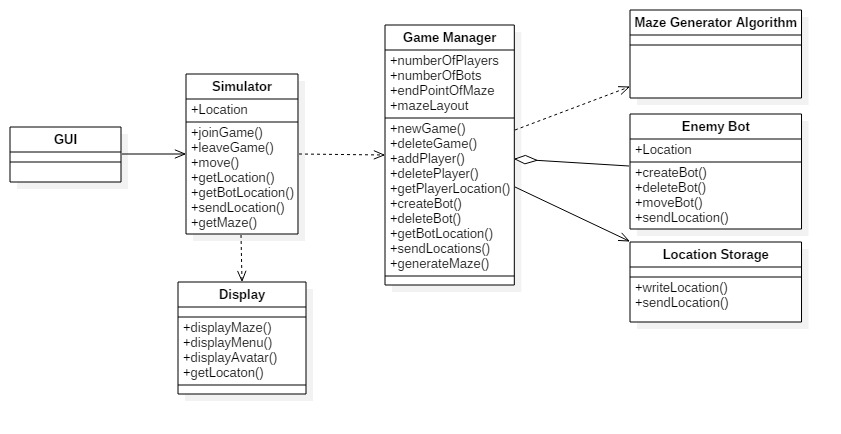 GUI
Simulator
+Location
+joinGame()
+leaveGame()
+move()
+getLocation()
+getBotLocation()
+sendLocation()
+getMaze()
Display
+displayMaze()
+displayMenu()
+displayAvatar()
+getLocaton()
Game Manager
+numberOfPlayers
+numberOfBots
+endPointOfMaze
+mazeLayout
+newGame()
+deleteGame()
+addPlayer()
+deletePlayer()
+getPlayerLocation()
+createBot()
+deleteBot()
+getBotLocation()
+sendLocations()
+generateMaze()
Maze Generator Algorithm
Enemy Bot
+Location
+createBot()
+deleteBot()
+moveBot()
+sendLocation()
Location Storage
+writeLocation()
+sendLocation()